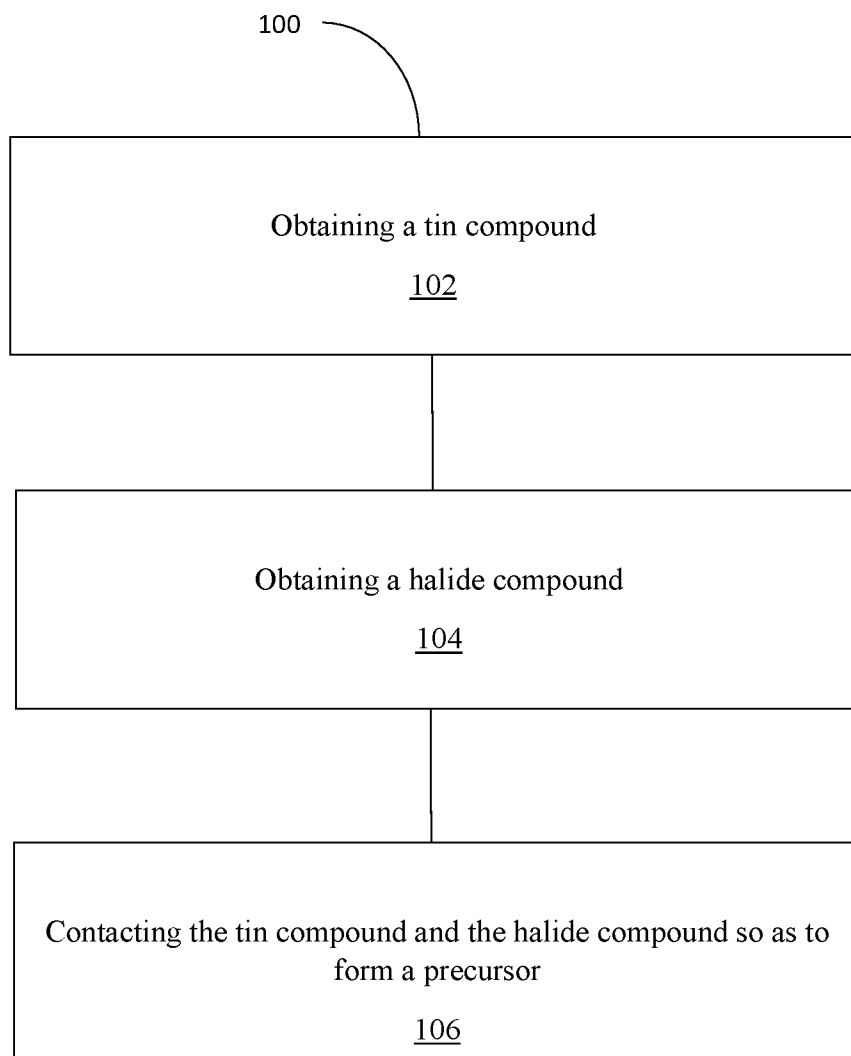 100
Obtaining a tin compound
102
Obtaining a halide compound
104
Contacting the tin compound and the halide compound so as to
form a precursor
106